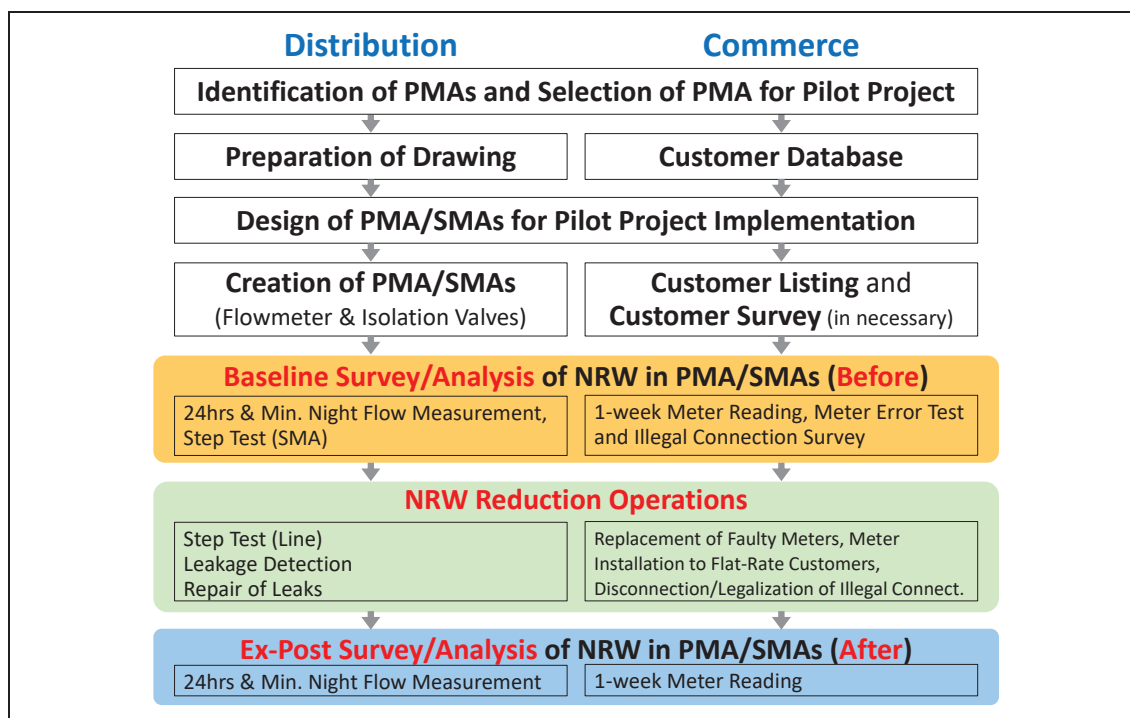 Distribution Commerce
Identification of PMAs and Selection of PMA for Pilot Project
Preparation of Drawing
Customer Database
Design of PMA/SMAs for Pilot Project Implementation
Creation of PMA/SMAs
(Flowmeter & Isolation Valves)
Customer Listing and
Customer Survey (in necessary)
Baseline Survey/Analysis of NRW in PMA/SMAs (Before)
24hrs & Min. Night Flow Measurement,
Step Test (SMA)
1-week Meter Reading, Meter Error Test
and Illegal Connection Survey
NRW Reduction Operations
Step Test (Line)
Leakage Detection
Repair of Leaks
Replacement of Faulty Meters, Meter
Installation to Flat-Rate Customers,
Disconnection/Legalization of Illegal Connect.
Ex-Post Survey/Analysis of NRW in PMA/SMAs (After)
24hrs & Min. Night Flow Measurement
1-week Meter Reading